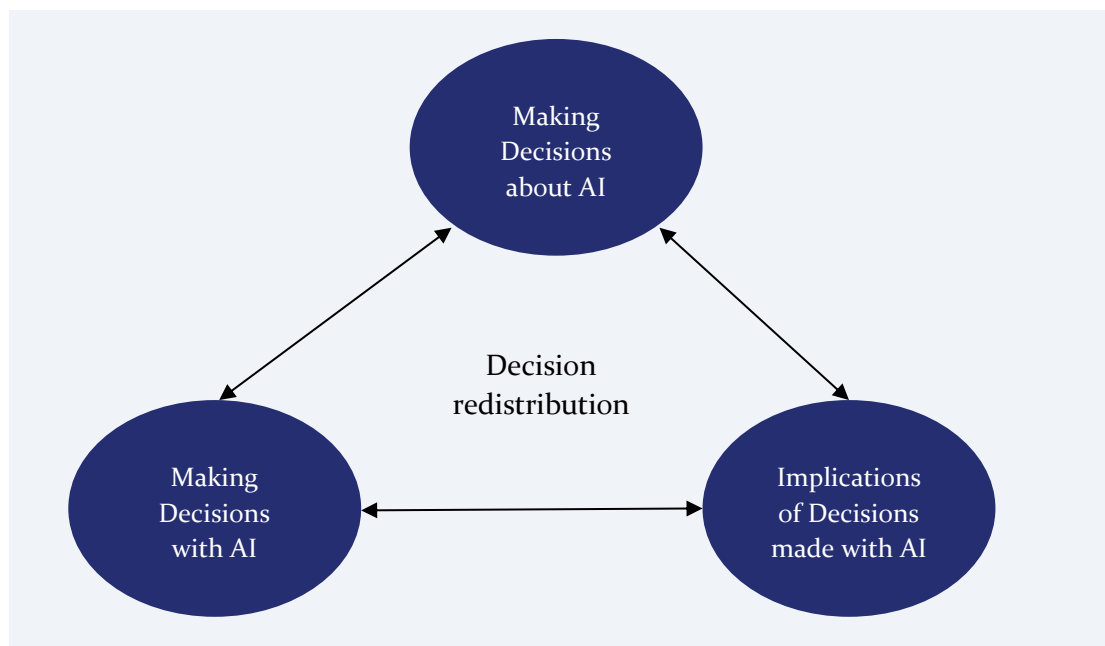 Making
Decisions
about AI
Decision
redistribution
Making
Decisions
with AI
Implications
of Decisions
made with AI